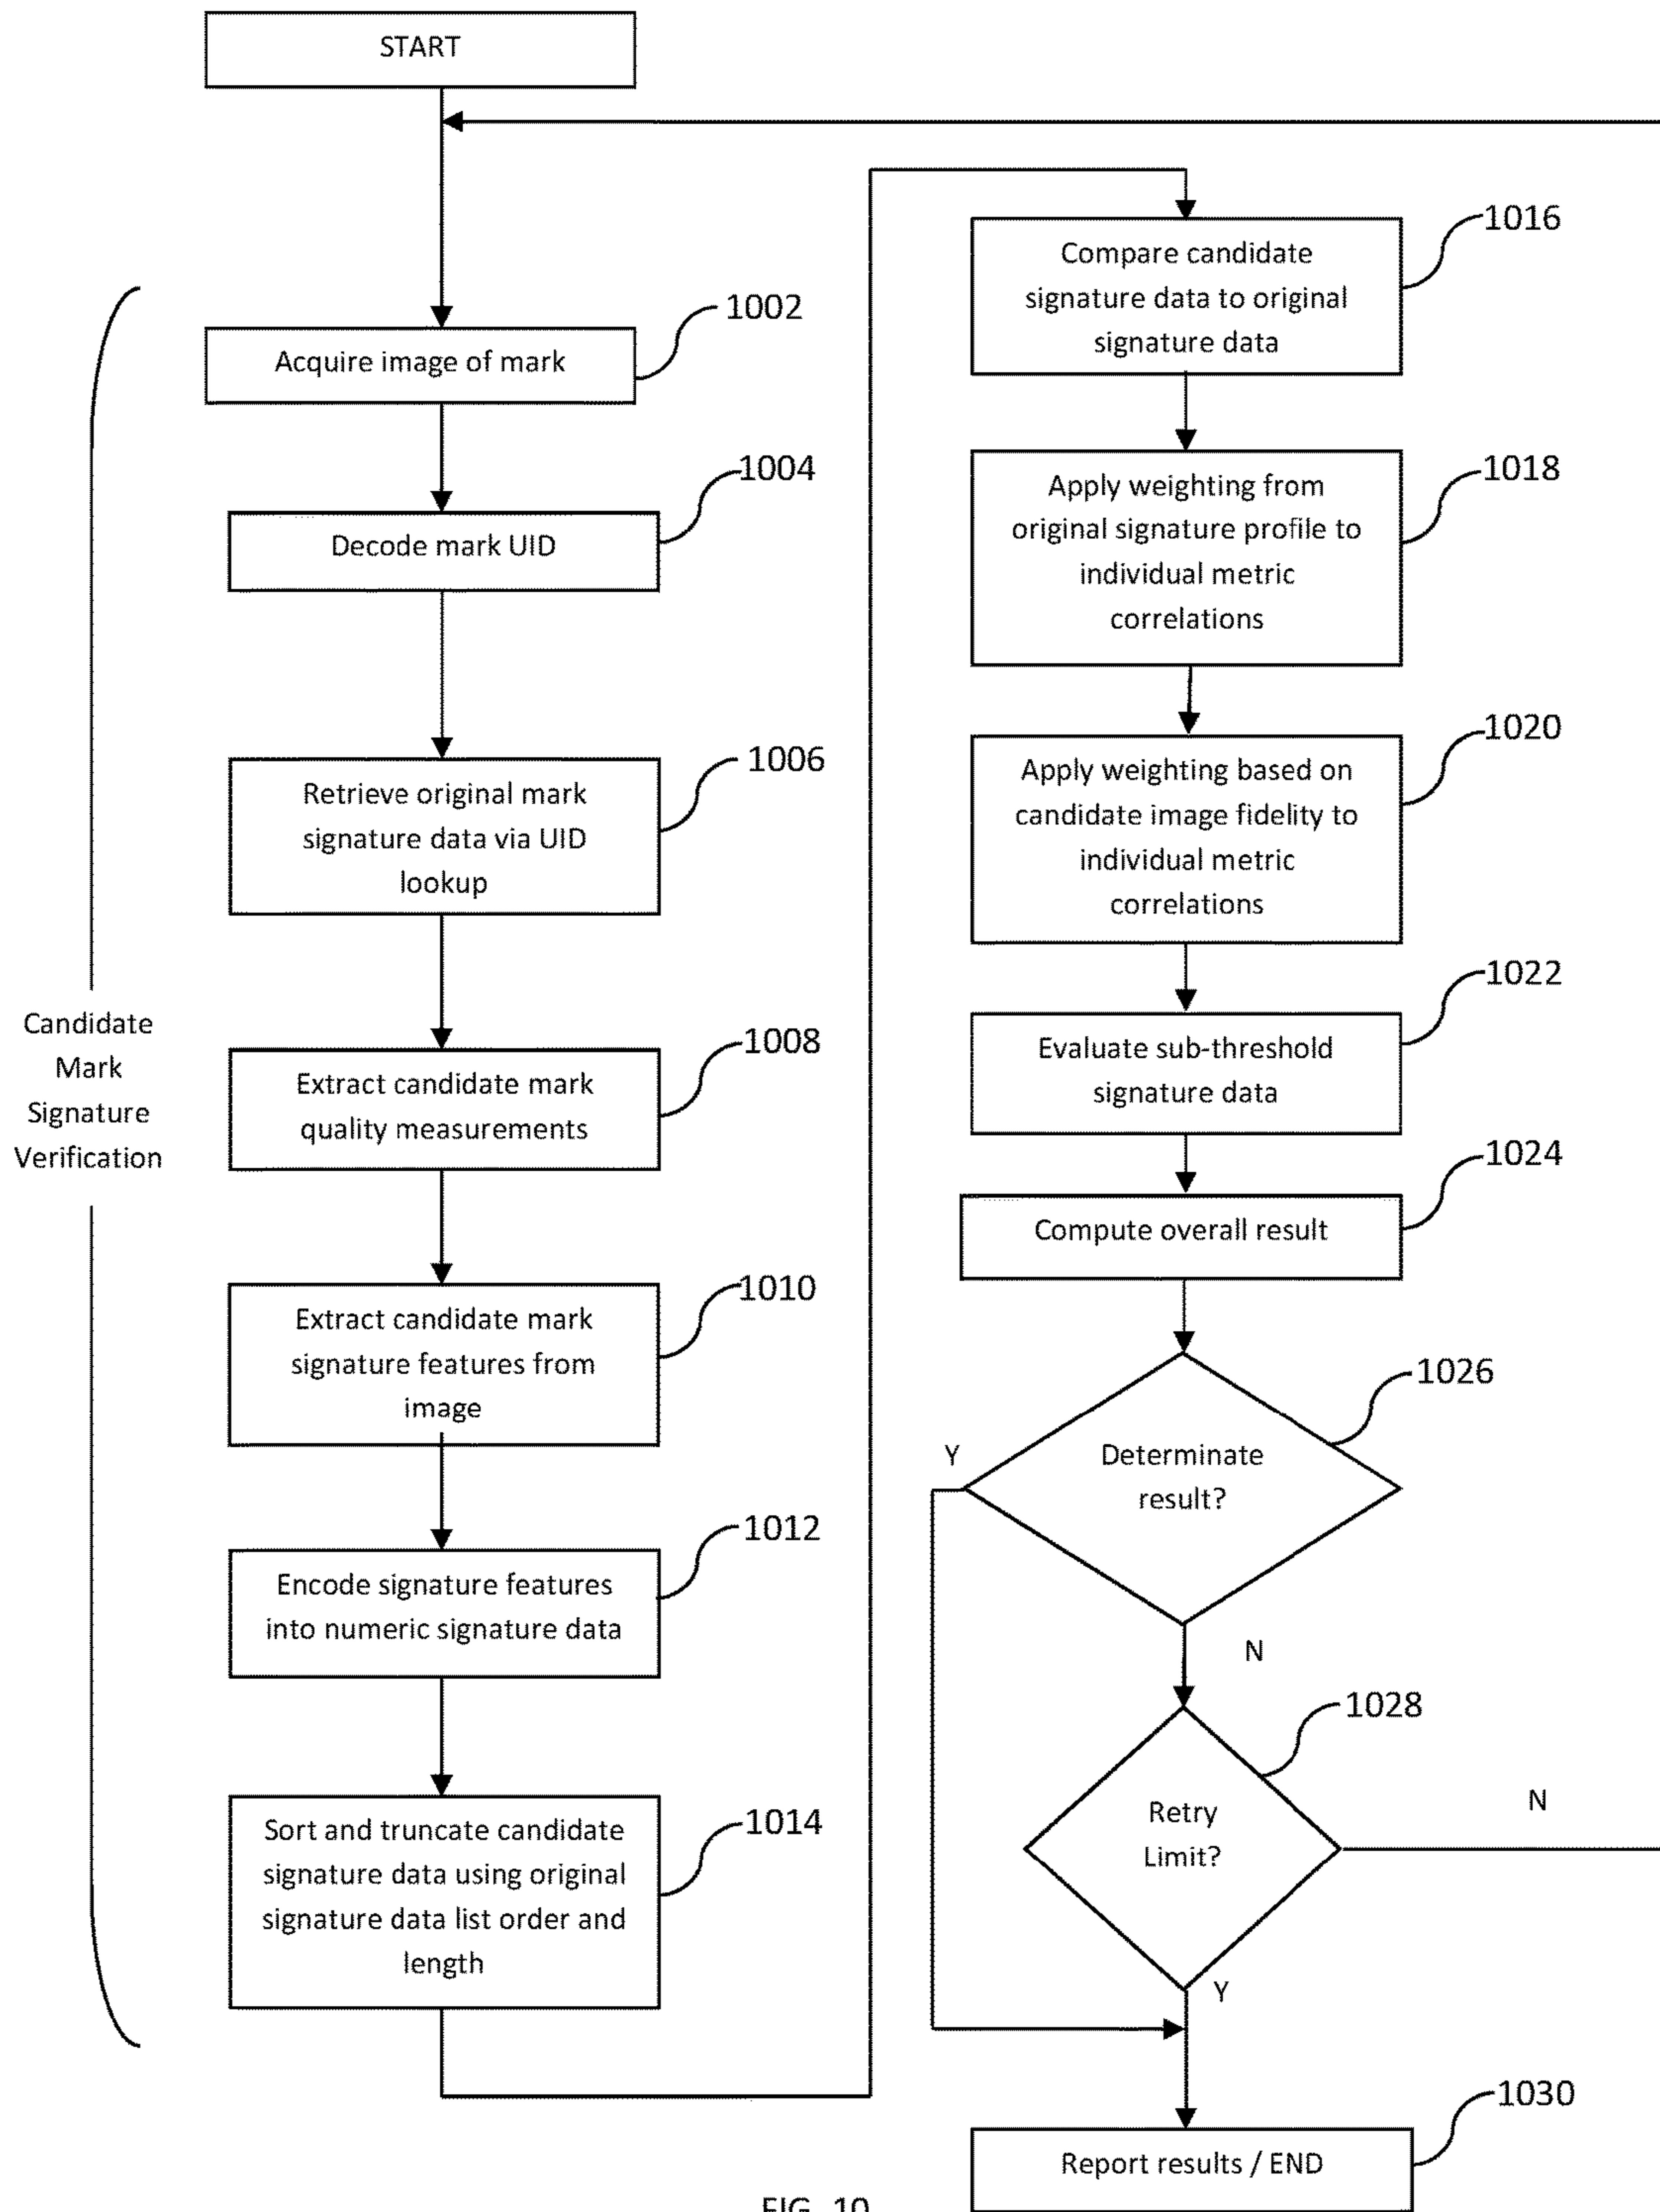 START
Acquire image of mark
1002
Decode mark UID
1004
Retrieve original mark
signature data via UID
lookup
1006
Extract candidate mark
quality measurements
1008
Extract candidate mark
signature features from
image
1010
Encode signature features
into numeric signature data
1012
Sort and truncate candidate
signature data using original
signature data list order and
length
1014
Candidate
Mark
Signature
Verification
Compare candidate
signature data to original
signature data
1016
Apply weighting from
original signature profile to
individual metric
correlations
1018
Apply weighting based on
candidate image fidelity to
individual metric
correlations
1020
Evaluate sub-threshold
signature data
1022
Compute overall result
1024
Determinate
result?
1026
Y
N
Retry
Limit?
1028
N
Y
Report results / END
1030
FIG. 10